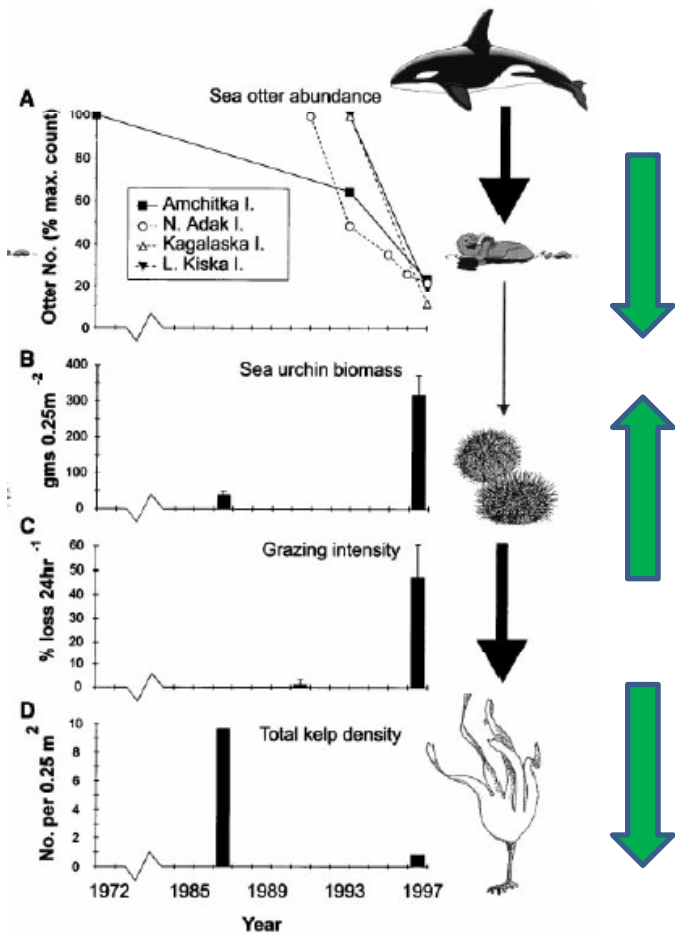 A
Sea otter abundance
Otter No. (% max. count)
100
80
60
40
20
0
Amchitka I.
N. Adak I.
Kagalaska I.
L. Kiska I.
B
Sea urchin biomass
gms 0.25m⁻²
400
300
200
100
0
C
Grazing intensity
% loss 24hr⁻¹
60
50
40
30
20
10
0
D
Total kelp density
No. per 0.25 m²
10
8
6
4
2
0
1972 1985 1989 1993 1997
Year